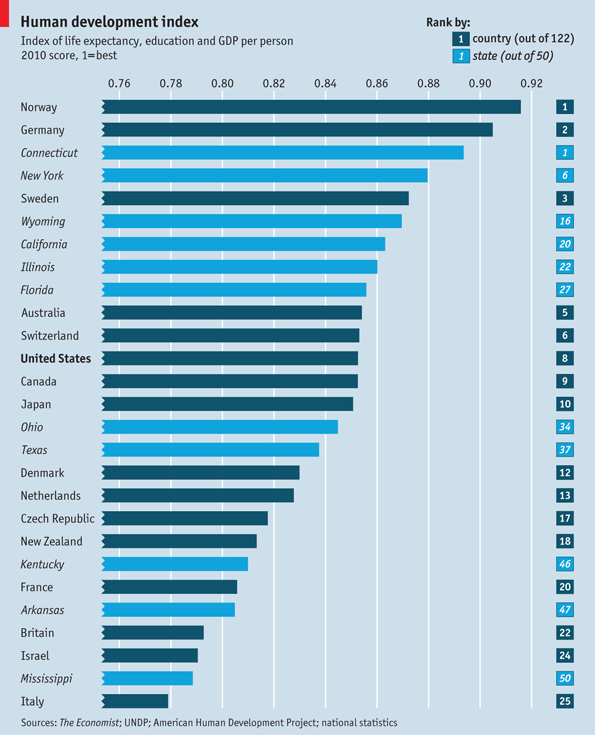 Human development index
Index of life expectancy, education and GDP per person
2010 score, 1=best
Rank by:
1 country (out of 122)
1 state (out of 50)
0.76 0.78 0.80 0.82 0.84 0.86 0.88 0.90 0.92
Norway 1
Germany 2
Connecticut 1
New York 6
Sweden 3
Wyoming 16
California 20
Illinois 22
Florida 27
Australia 5
Switzerland 6
United States 8
Canada 9
Japan 10
Ohio 34
Texas 37
Denmark 12
Netherlands 13
Czech Republic 17
New Zealand 18
Kentucky 46
France 20
Arkansas 47
Britain 22
Israel 24
Mississippi 50
Italy 25
Sources: The Economist; UNDP; American Human Development Project; national statistics